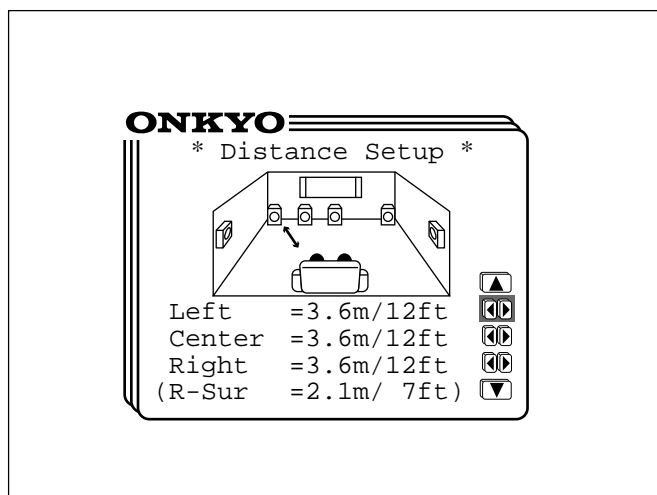 ONKYO
* Distance Setup *
Left =3.6m/12ft
Center =3.6m/12ft
Right =3.6m/12ft
(R-Sur =2.1m/ 7ft)